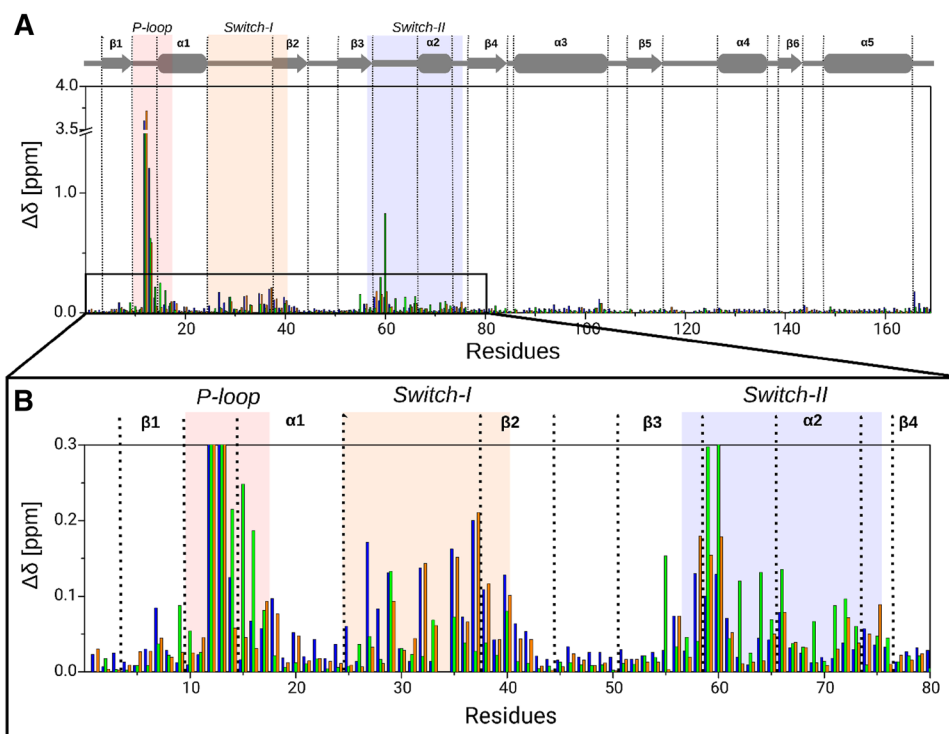 A
P-loop Switch-I Switch-II
β1 α1 β2 β3 α2 β4 α3 β5 α4 β6 α5
4.0
3.5
1.0
0.0
Δδ [ppm]
20 40 60 80 100 120 140 160
Residues
B
P-loop Switch-I Switch-II
β1 α1 β2 β3 α2 β4
0.3
0.2
0.1
0.0
Δδ [ppm]
10 20 30 40 50 60 70 80
Residues